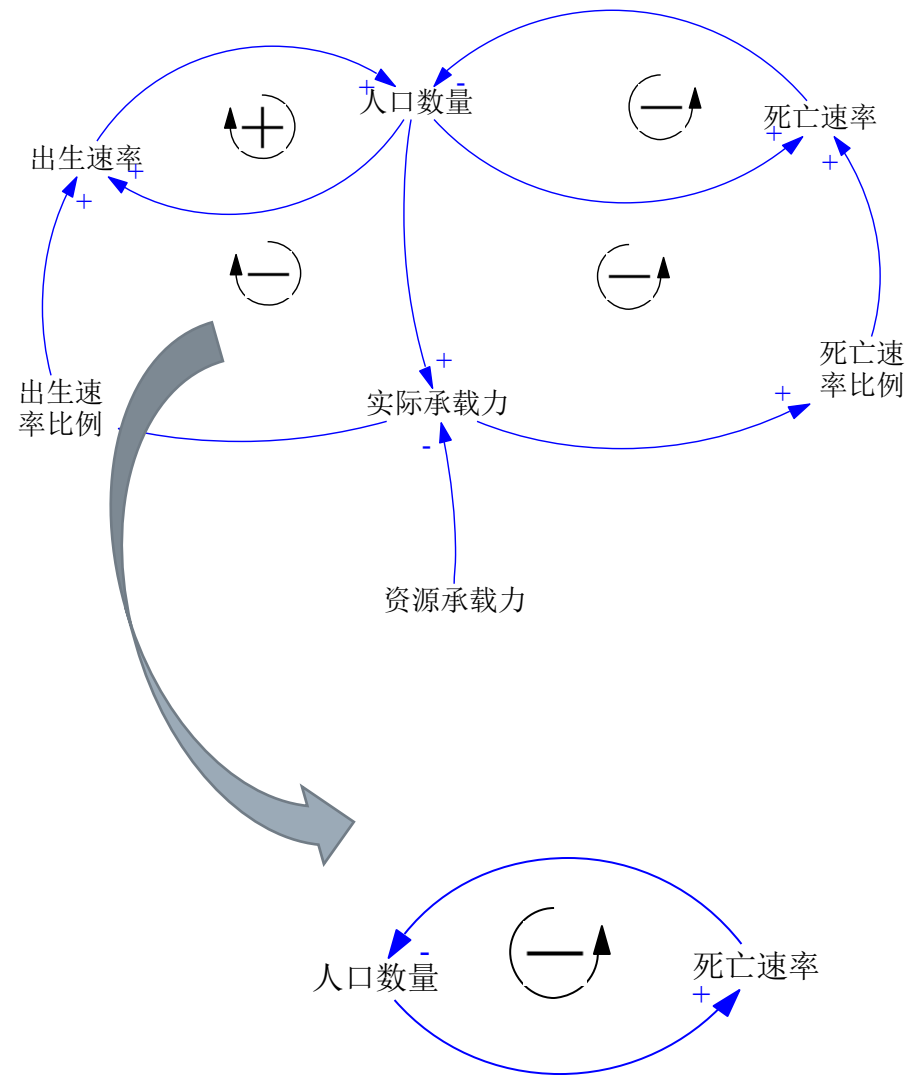 人口数量
死亡速率
出生速率
+
-
+
+
+
+
+
死亡速
率比例
出生速
率比例
+
实际承载力
-
资源承载力
-
死亡速率
人口数量
+